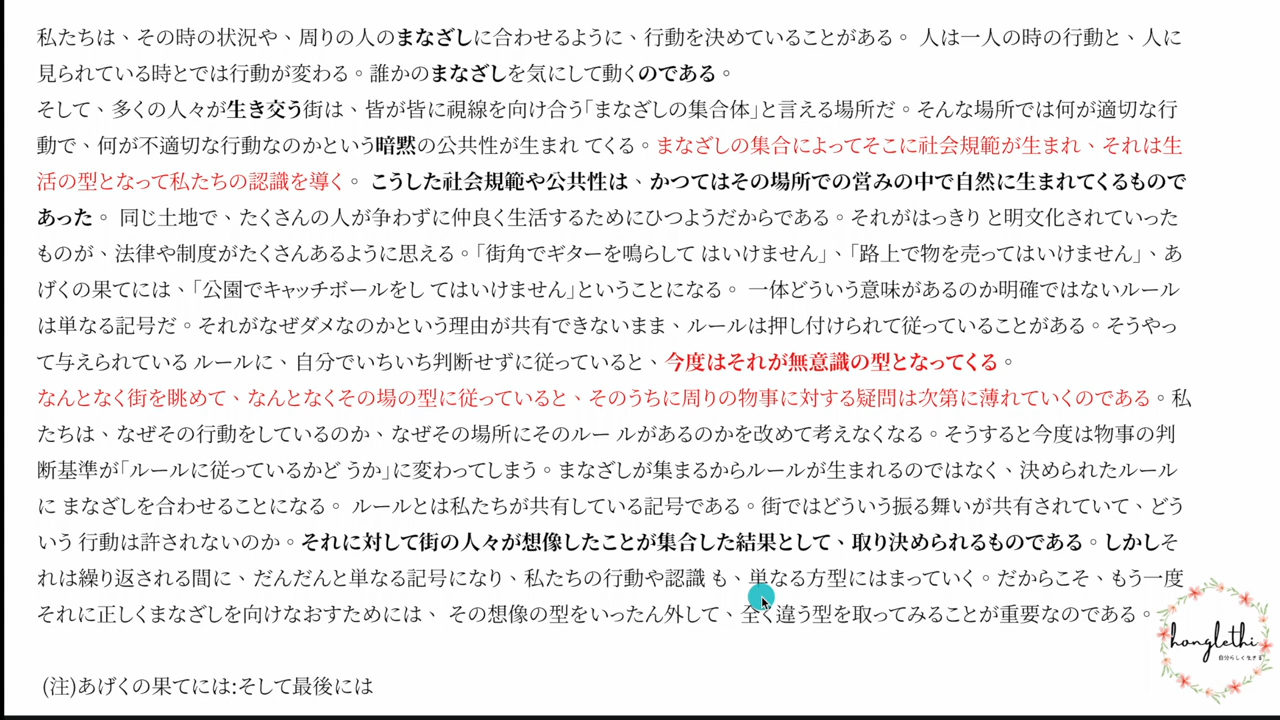 私たちは、その時の状況や、周りの人のまなざしに合わせるように、行動を決めていることがある。 人は一人の時の行動と、人に
見られている時とでは行動が変わる。誰かのまなざしを気にして動くのである。
そして、多くの人々が生き交う街は、皆が皆に視線を向け合う「まなざしの集合体」と言える場所だ。そんな場所では何が適切な行
動で、何が不適切な行動なのかという暗黙の公共性が生まれ てくる。まなざしの集合によってそこに社会規範が生まれ、それは生
活の型となって私たちの認識を導く。 こうした社会規範や公共性は、かつてはその場所での営みの中で自然に生まれてくるもので
あった。 同じ土地で、たくさんの人が争わずに仲良く生活するためにひつようだからである。それがはっきり と明文化されていった
ものが、法律や制度がたくさんあるように思える。「街角でギターを鳴らして はいけません」、「路上で物を売ってはいけません」、あ
げくの果てには、「公園でキャッチボールをし てはいけません」ということになる。 一体どういう意味があるのか明確ではないルール
は単なる記号だ。それがなぜダメなのかという理由が共有できないまま、ルールは押し付けられて従っていることがある。そうやっ
て与えられている ルールに、自分でいちいち判断せずに従っていると、今度はそれが無意識の型となってくる。
なんとなく街を眺めて、なんとなくその場の型に従っていると、そのうちに周りの物事に対する疑問は次第に薄れていくのである。私
たちは、なぜその行動をしているのか、なぜその場所にそのルー ルがあるのかを改めて考えなくなる。そうすると今度は物事の判
断基準が「ルールに従っているかど うか」に変わってしまう。まなざしが集まるからルールが生まれるのではなく、決められたルール
に まなざしを合わせることになる。 ルールとは私たちが共有している記号である。街ではどういう振る舞いが共有されていて、どう
いう 行動は許されないのか。それに対して街の人々が想像したことが集合した結果として、取り決められるものである。しかしそ
れは繰り返される間に、だんだんと単なる記号になり、私たちの行動や認識 も、単なる方型にはまっていく。だからこそ、もう一度
それに正しくまなざしを向けなおすためには、 その想像の型をいったん外して、全く違う型を取ってみることが重要なのである。
honglethi
自分らしく生きる
(注)あげくの果てには:そして最後には